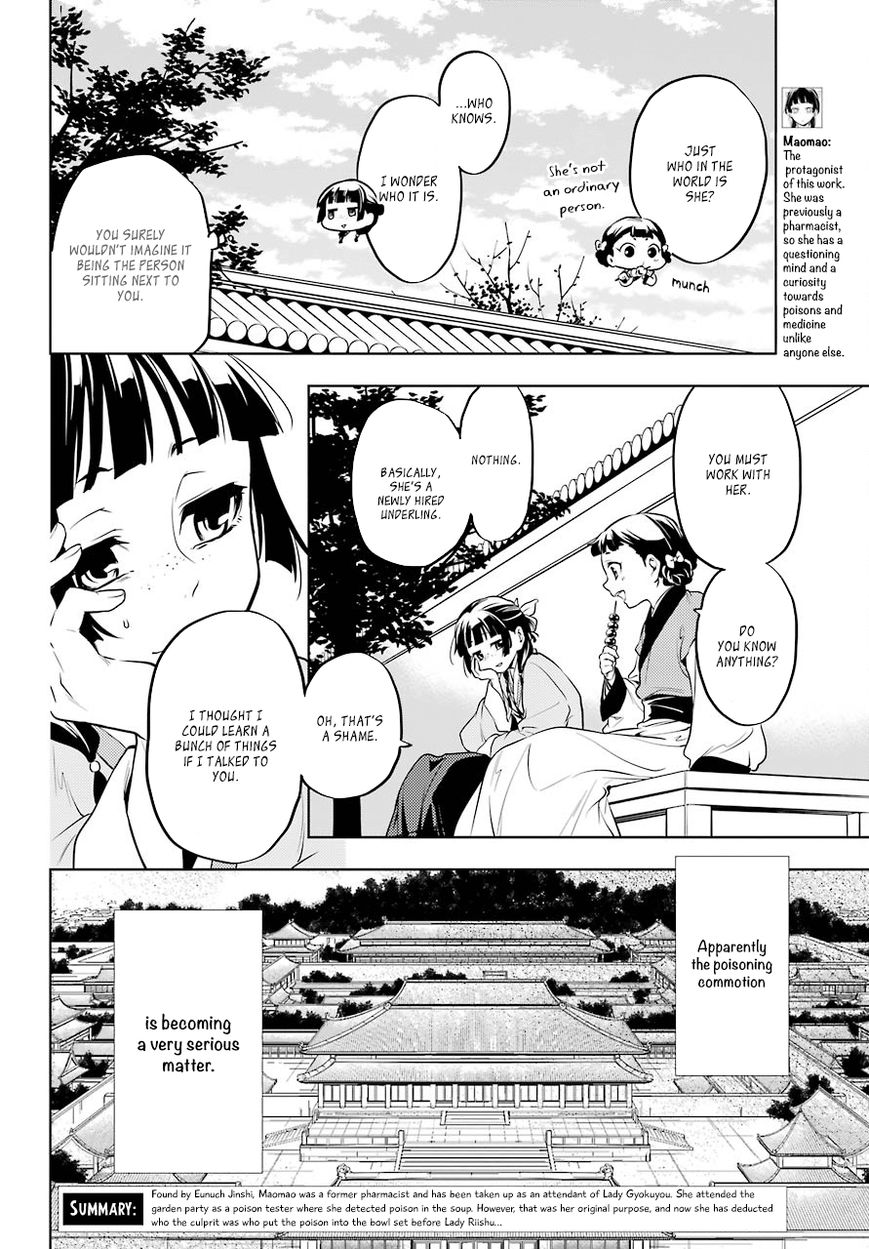 JUST
WHO IN THE
WORLD IS
SHE?
She's not
an ordinary
person.
munch
...WHO
KNOWS.
I WONDER
WHO IT IS.
YOU SURELY
WOULDN'T IMAGINE IT
BEING THE PERSON
SITTING NEXT TO
YOU.
Maomao:
The
protagonist
of this work.
She was
previously a
pharmacist,
so she has a
questioning
mind and a
curiosity
towards
poisons and
medicine
unlike
anyone else.
YOU MUST
WORK WITH
HER.
DO YOU
KNOW
ANYTHING?
NOTHING.
BASICALLY,
SHE'S A
NEWLY HIRED
UNDERLING.
OH, THAT'S
A SHAME.
I THOUGHT I
COULD LEARN A
BUNCH OF THINGS
IF I TALKED TO
YOU.
Apparently
the poisoning
commotion
is becoming
a very serious
matter.
SUMMARY:
Found by Eunuch Jinshi, Maomao was a former pharmacist and has been taken up as an attendant of Lady Gyokuyou. She attended the
garden party as a poison tester where she detected poison in the soup. However, that was her original purpose, and now she has deducted
who the culprit was who put the poison into the bowl set before Lady Riishu...